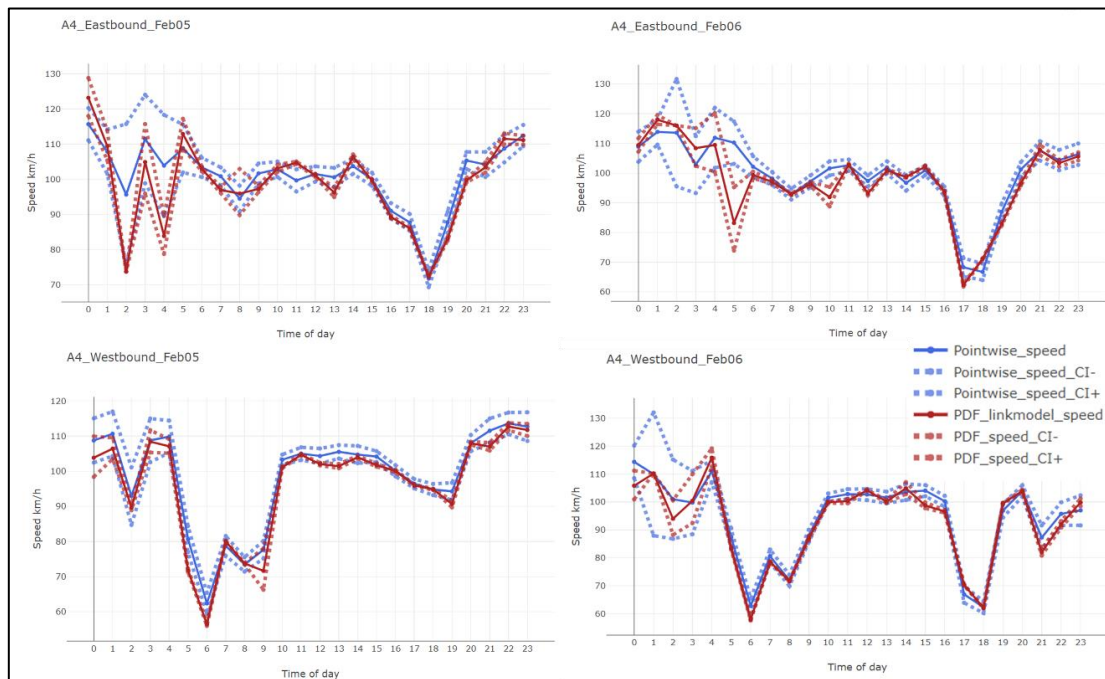 A4_Eastbound_Feb05
130
120
110
100
90
80
70
Speed km/h
0 1 2 3 4 5 6 7 8 9 10 11 12 13 14 15 16 17 18 19 20 21 22 23
Time of day
A4_Eastbound_Feb06
130
120
110
100
90
80
70
60
Speed km/h
0 1 2 3 4 5 6 7 8 9 10 11 12 13 14 15 16 17 18 19 20 21 22 23
Time of day
A4_Westbound_Feb05
120
110
100
90
80
70
60
Speed km/h
0 1 2 3 4 5 6 7 8 9 10 11 12 13 14 15 16 17 18 19 20 21 22 23
Time of day
A4_Westbound_Feb06
130
120
110
100
90
80
70
60
Speed km/h
0 1 2 3 4 5 6 7 8 9 10 11 12 13 14 15 16 17 18 19 20 21 22 23
Time of day
Pointwise_speed
Pointwise_speed_CI-
Pointwise_speed_CI+
PDF_linkmodel_speed
PDF_speed_CI-
PDF_speed_CI+